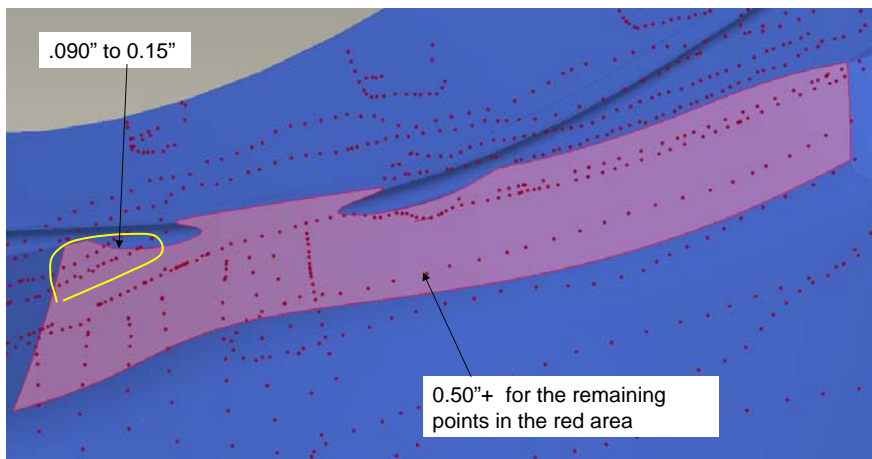 .090” to 0.15”
0.50”+  for the remaining
points in the red area